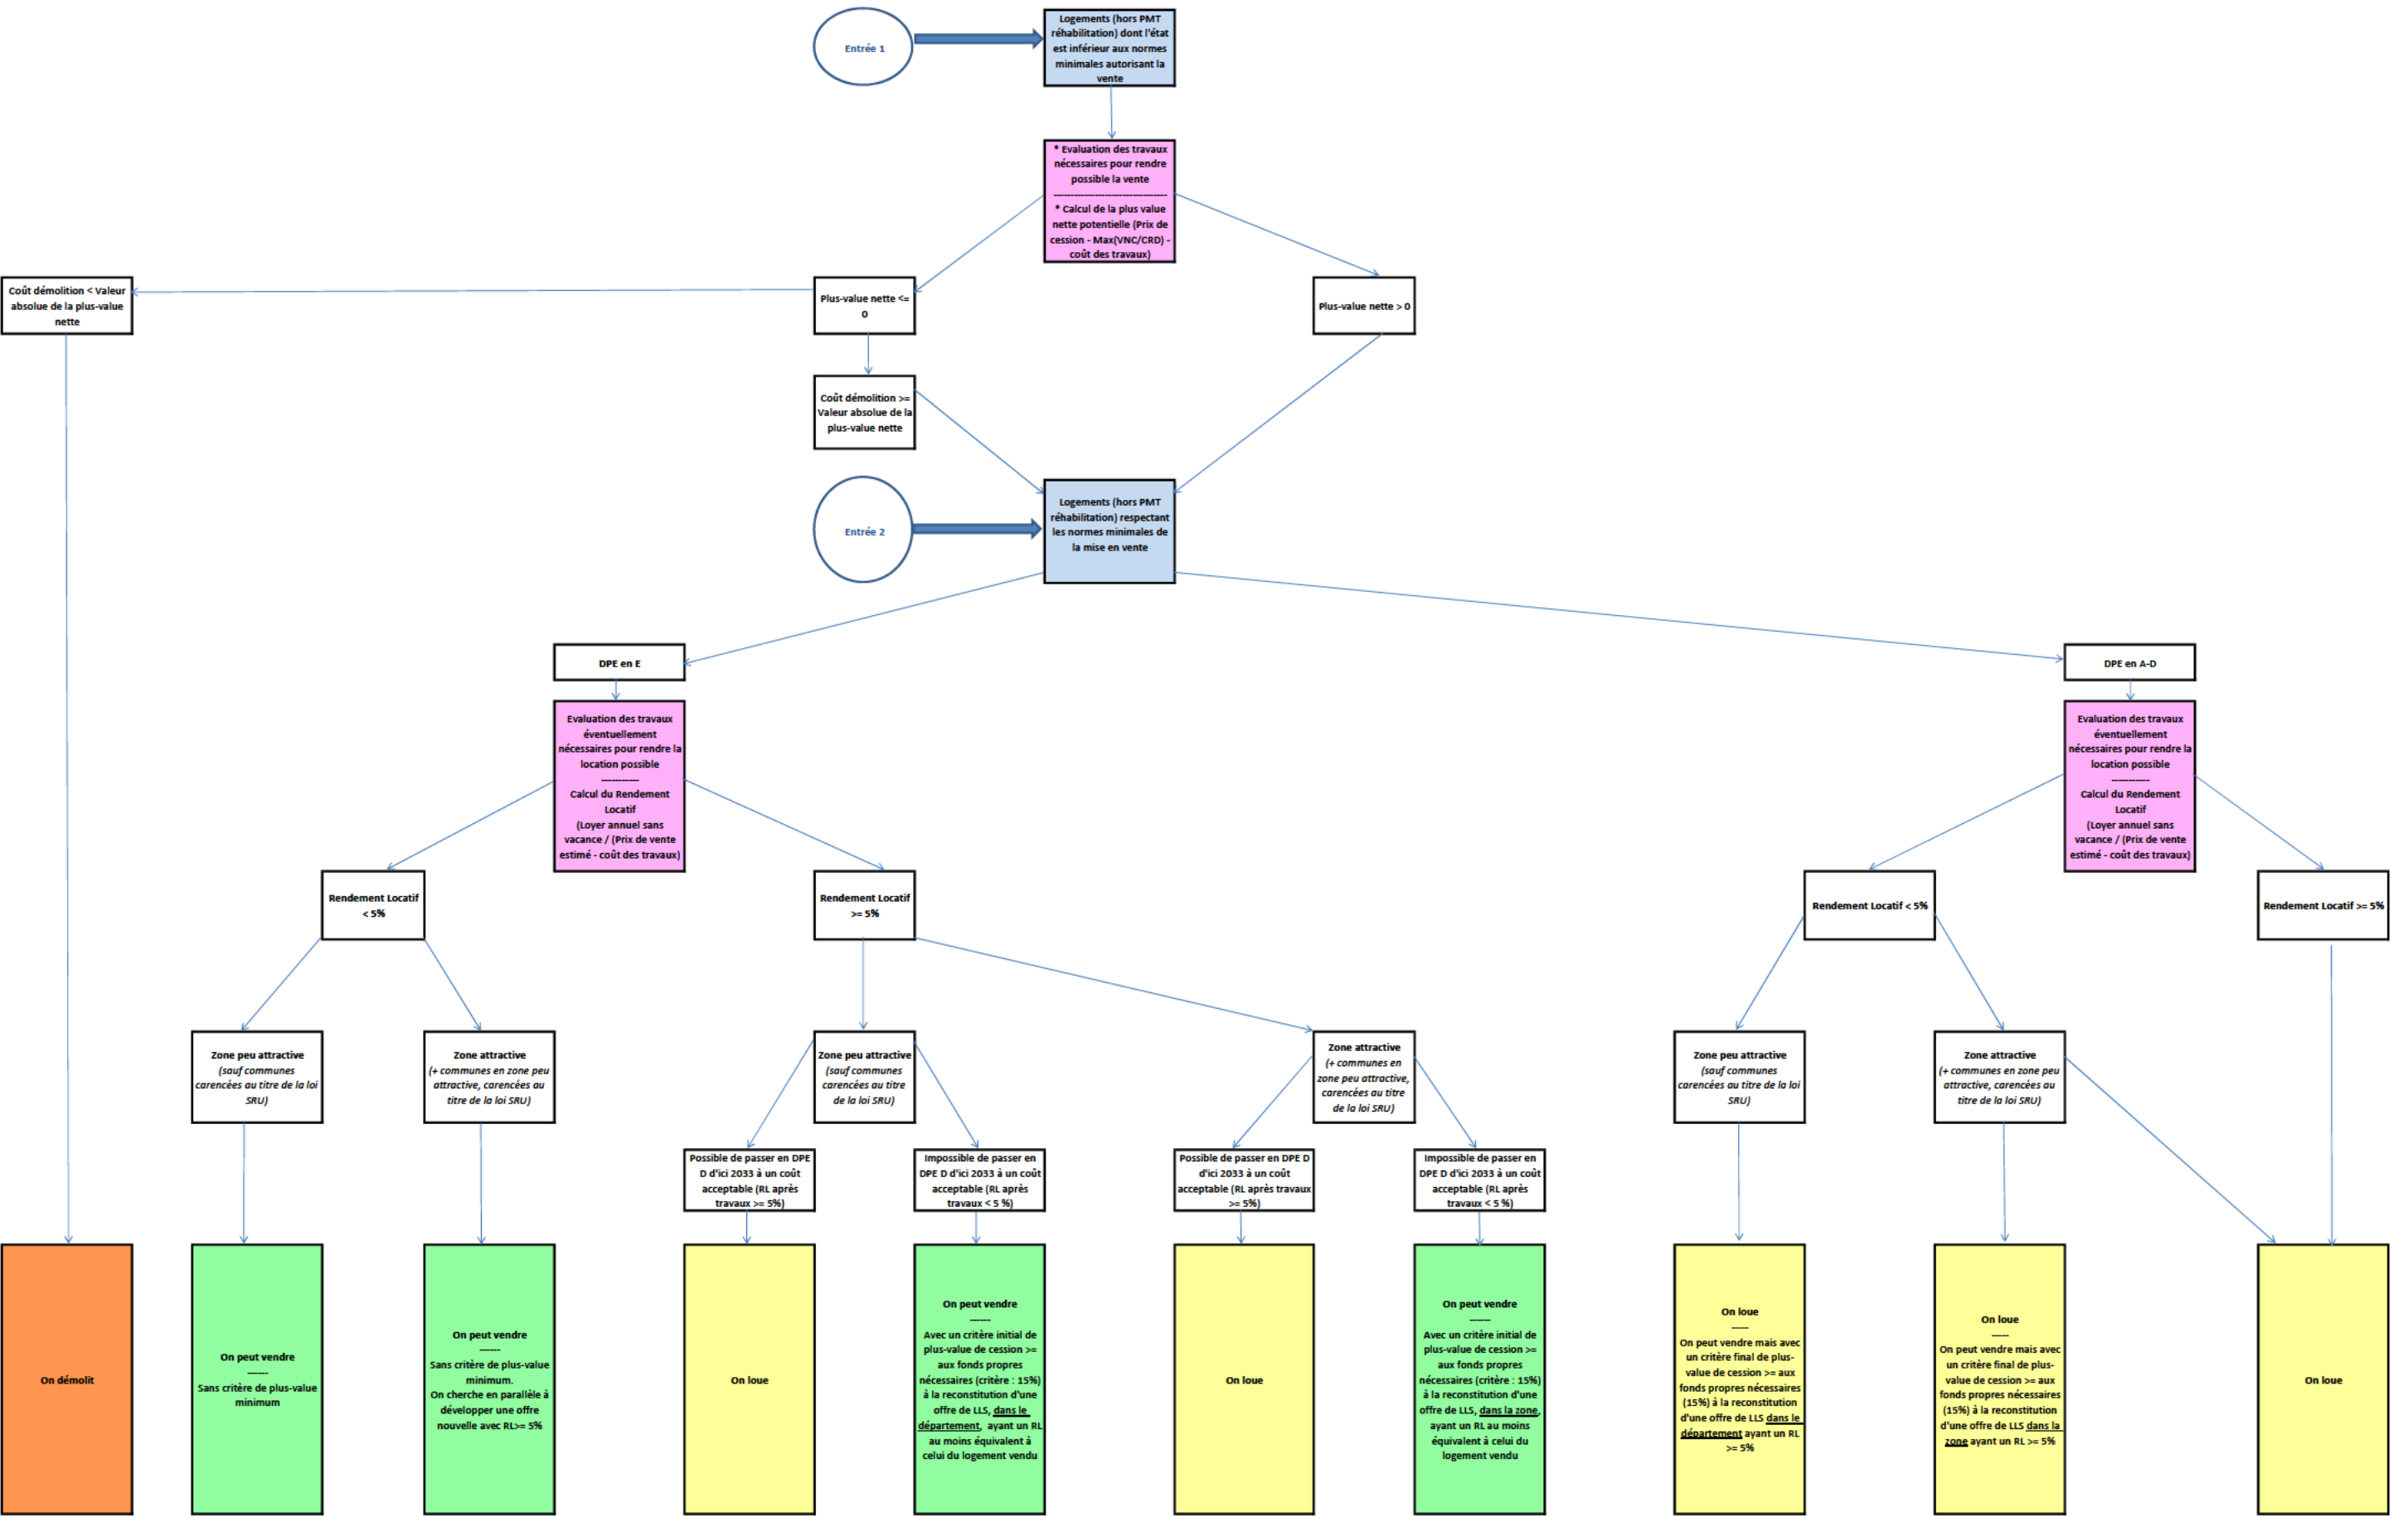 Entrée 1
Logements (hors PMT
réhabilitation) dont l'état
est inférieur aux normes
minimales autorisant la
vente
* Evaluation des travaux
nécessaires pour rendre
possible la vente
----------------------------------
* Calcul de la plus value
nette potentielle (Prix de
cession - Max(VNC/CRD) -
coût des travaux)
Coût démolition < Valeur
absolue de la plus-value
nette
Plus-value nette <=
0
Plus-value nette > 0
Coût démolition >=
Valeur absolue de la
plus-value nette
Entrée 2
Logements (hors PMT
réhabilitation) respectant
les normes minimales de
la mise en vente
DPE en E
DPE en A-D
Evaluation des travaux
éventuellement
nécessaires pour rendre la
location possible
-----------
Calcul du Rendement
Locatif
(Loyer annuel sans
vacance / (Prix de vente
estimé - coût des travaux)
Evaluation des travaux
éventuellement
nécessaires pour rendre la
location possible
-----------
Calcul du Rendement
Locatif
(Loyer annuel sans
vacance / (Prix de vente
estimé - coût des travaux)
Rendement Locatif
< 5%
Rendement Locatif
>= 5%
Rendement Locatif < 5%
Rendement Locatif >= 5%
Zone peu attractive
(sauf communes
carencées au titre de la loi
SRU)
Zone attractive
(+ communes en zone peu
attractive, carencées au
titre de la loi SRU)
Zone peu attractive
(sauf communes
carencées au titre
de la loi SRU)
Zone attractive
(+ communes en
zone peu attractive,
carencées au titre
de la loi SRU)
Zone peu attractive
(sauf communes
carencées au titre de la loi
SRU)
Zone attractive
(+ communes en zone peu
attractive, carencées au
titre de la loi SRU)
Possible de passer en DPE
D d'ici 2033 à un coût
acceptable (RL après
travaux >= 5%)
Impossible de passer en
DPE D d'ici 2033 à un coût
acceptable (RL après
travaux < 5 %)
Possible de passer en DPE D
d'ici 2033 à un coût
acceptable (RL après travaux
>= 5%)
Impossible de passer en
DPE D d'ici 2033 à un coût
acceptable (RL après
travaux < 5 %)
On démolit
On peut vendre
------
Sans critère de plus-value
minimum
On peut vendre
------
Sans critère de plus-value
minimum.
On cherche en parallèle à
développer une offre
nouvelle avec RL>= 5%
On loue
On peut vendre
------
Avec un critère initial de
plus-value de cession >=
aux fonds propres
nécessaires (critère : 15%)
à la reconstitution d'une
offre de LLS, dans le
département, ayant un RL
au moins équivalent à
celui du logement vendu
On loue
On peut vendre
------
Avec un critère initial de
plus-value de cession >=
aux fonds propres
nécessaires (critère : 15%)
à la reconstitution d'une
offre de LLS, dans la zone,
ayant un RL au moins
équivalent à celui du
logement vendu
On loue
-----
On peut vendre mais avec
un critère final de plus-
value de cession >= aux
fonds propres nécessaires
(15%) à la reconstitution
d'une offre de LLS dans le
département ayant un RL
>= 5%
On loue
-----
On peut vendre mais avec
un critère final de plus-
value de cession >= aux
fonds propres nécessaires
(15%) à la reconstitution
d'une offre de LLS dans la
zone ayant un RL >= 5%
On loue